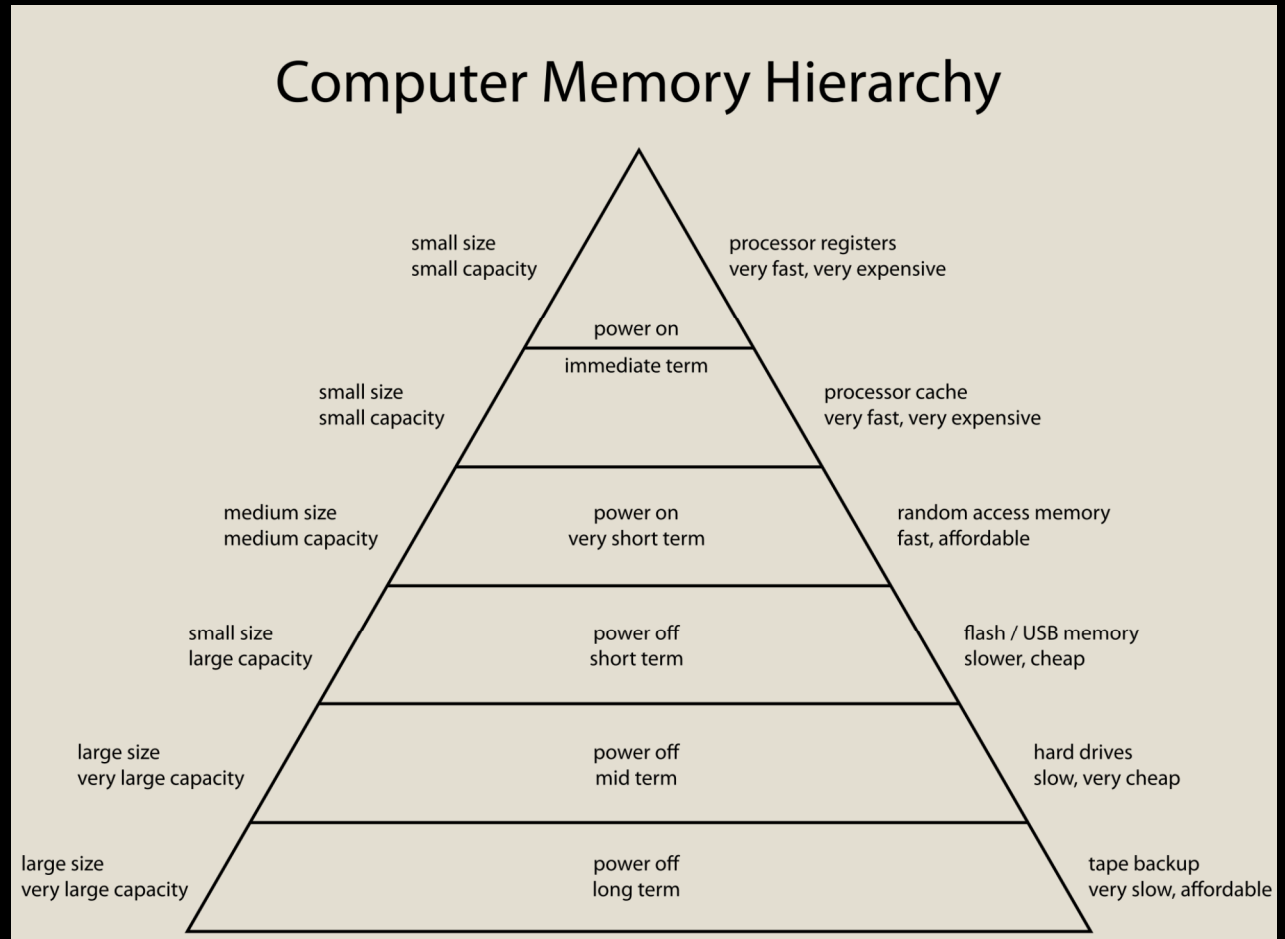 Computer Memory Hierarchy
small size
small capacity
processor registers
very fast, very expensive
power on
immediate term
small size
small capacity
processor cache
very fast, very expensive
medium size
medium capacity
power on
very short term
random access memory
fast, affordable
small size
large capacity
power off
short term
flash / USB memory
slower, cheap
large size
very large capacity
power off
mid term
hard drives
slow, very cheap
large size
very large capacity
power off
long term
tape backup
very slow, affordable